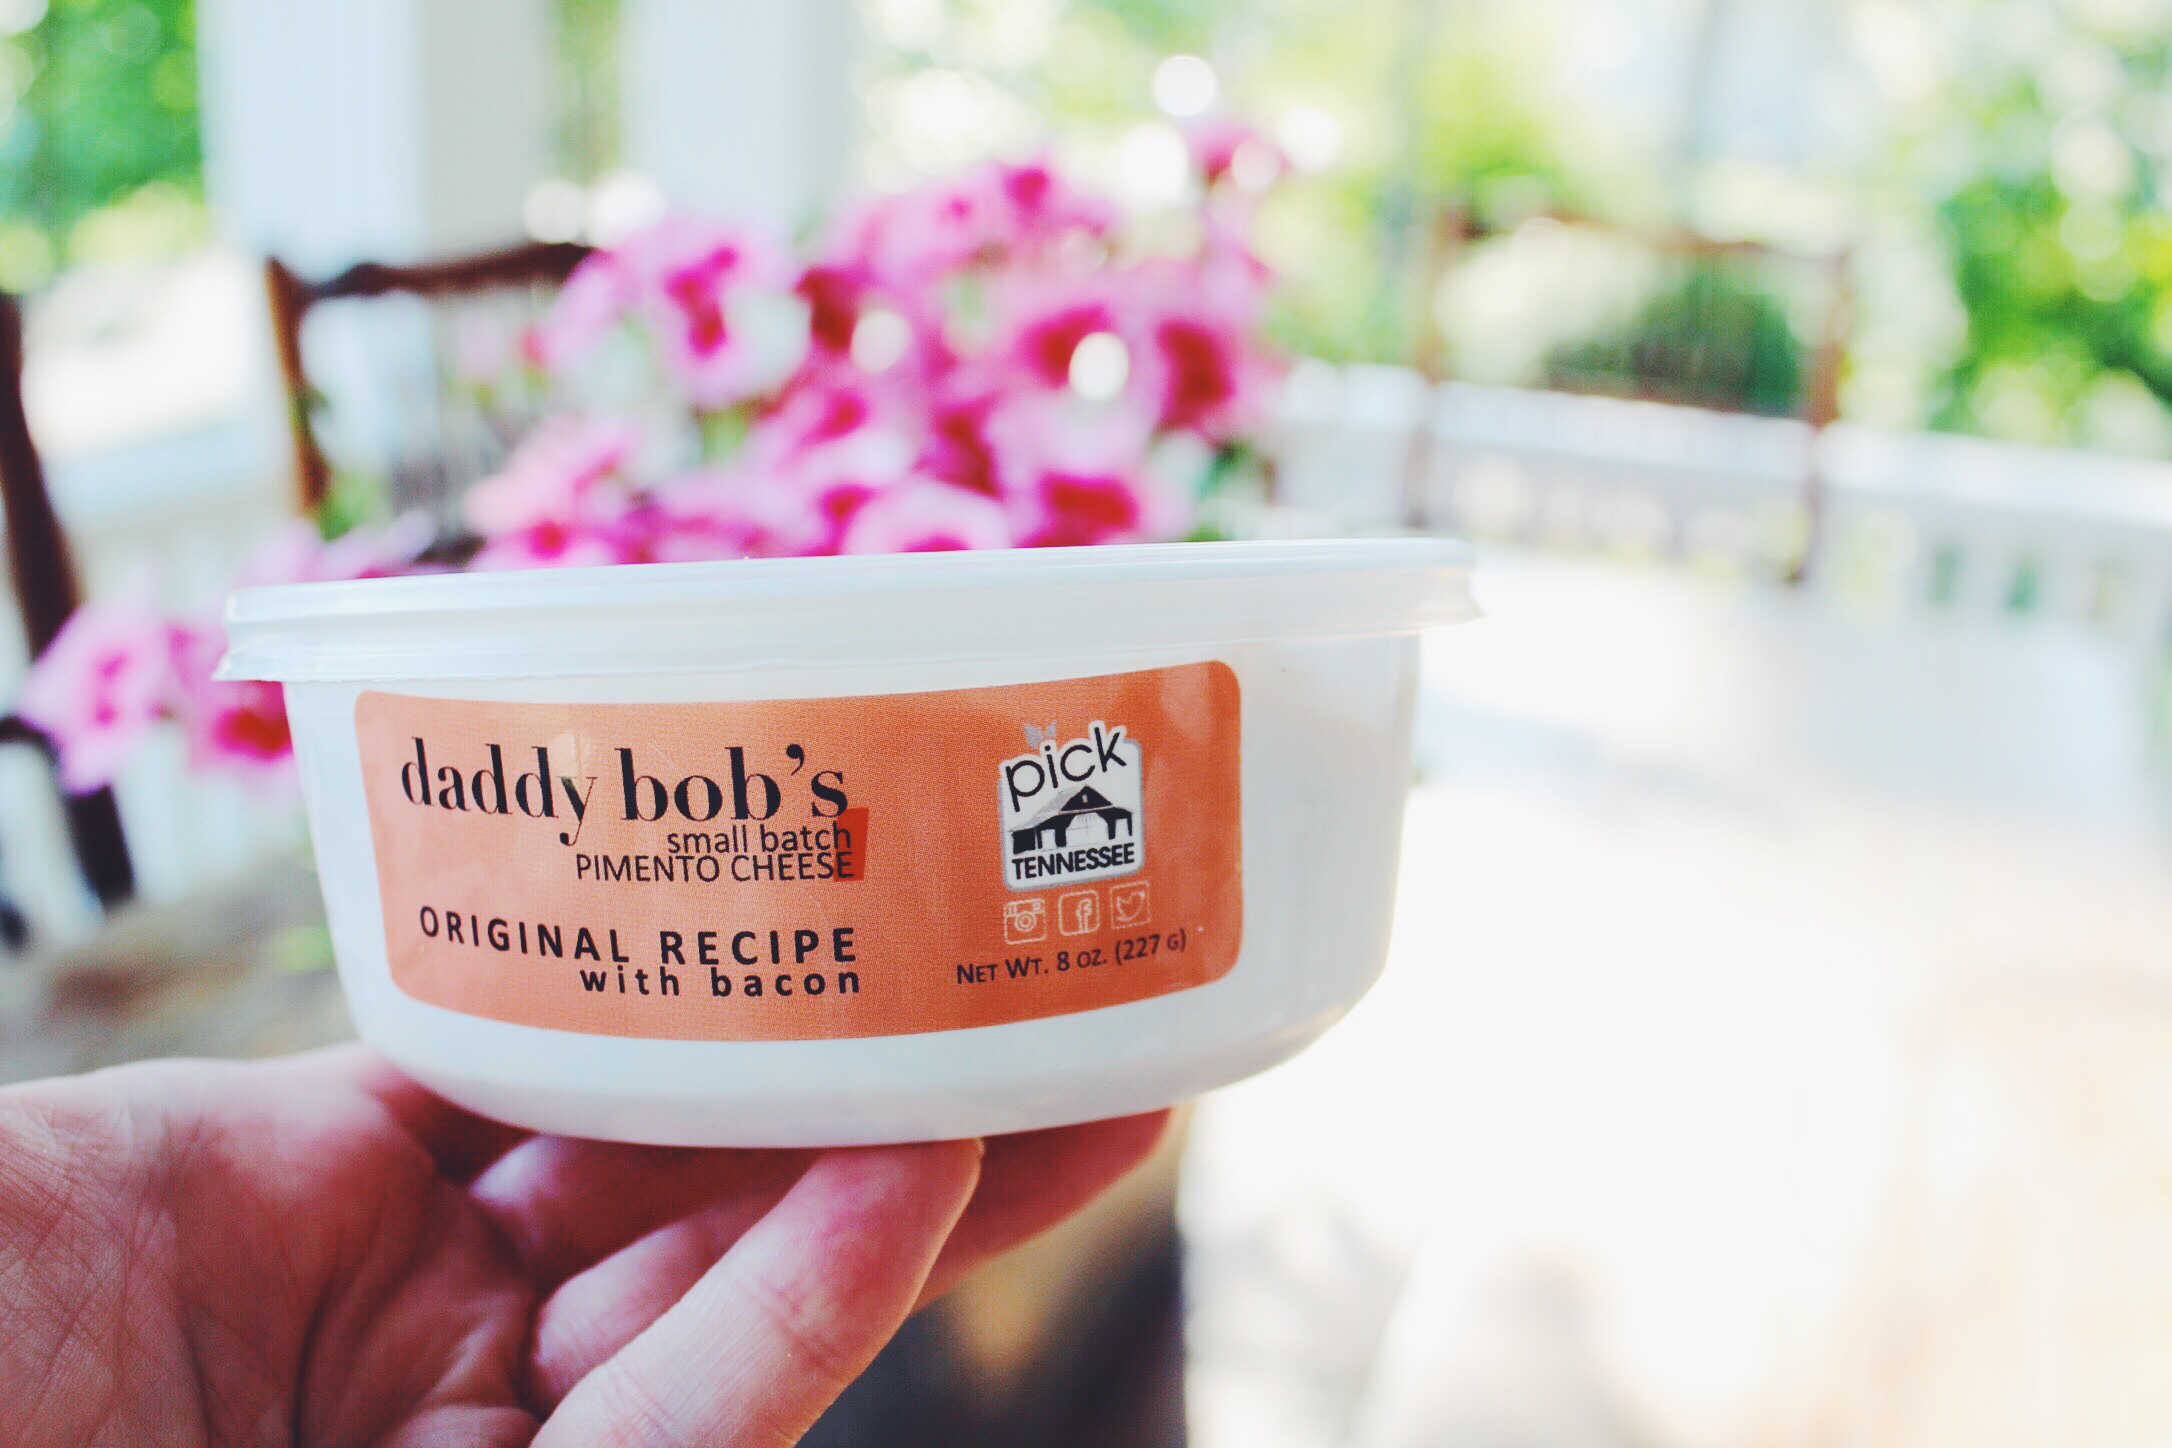 daddy bob's
small batch
PIMENTO CHEESE
ORIGINAL RECIPE
with bacon
pick
TENNESSEE
NET WT. 8 OZ. (227 G)